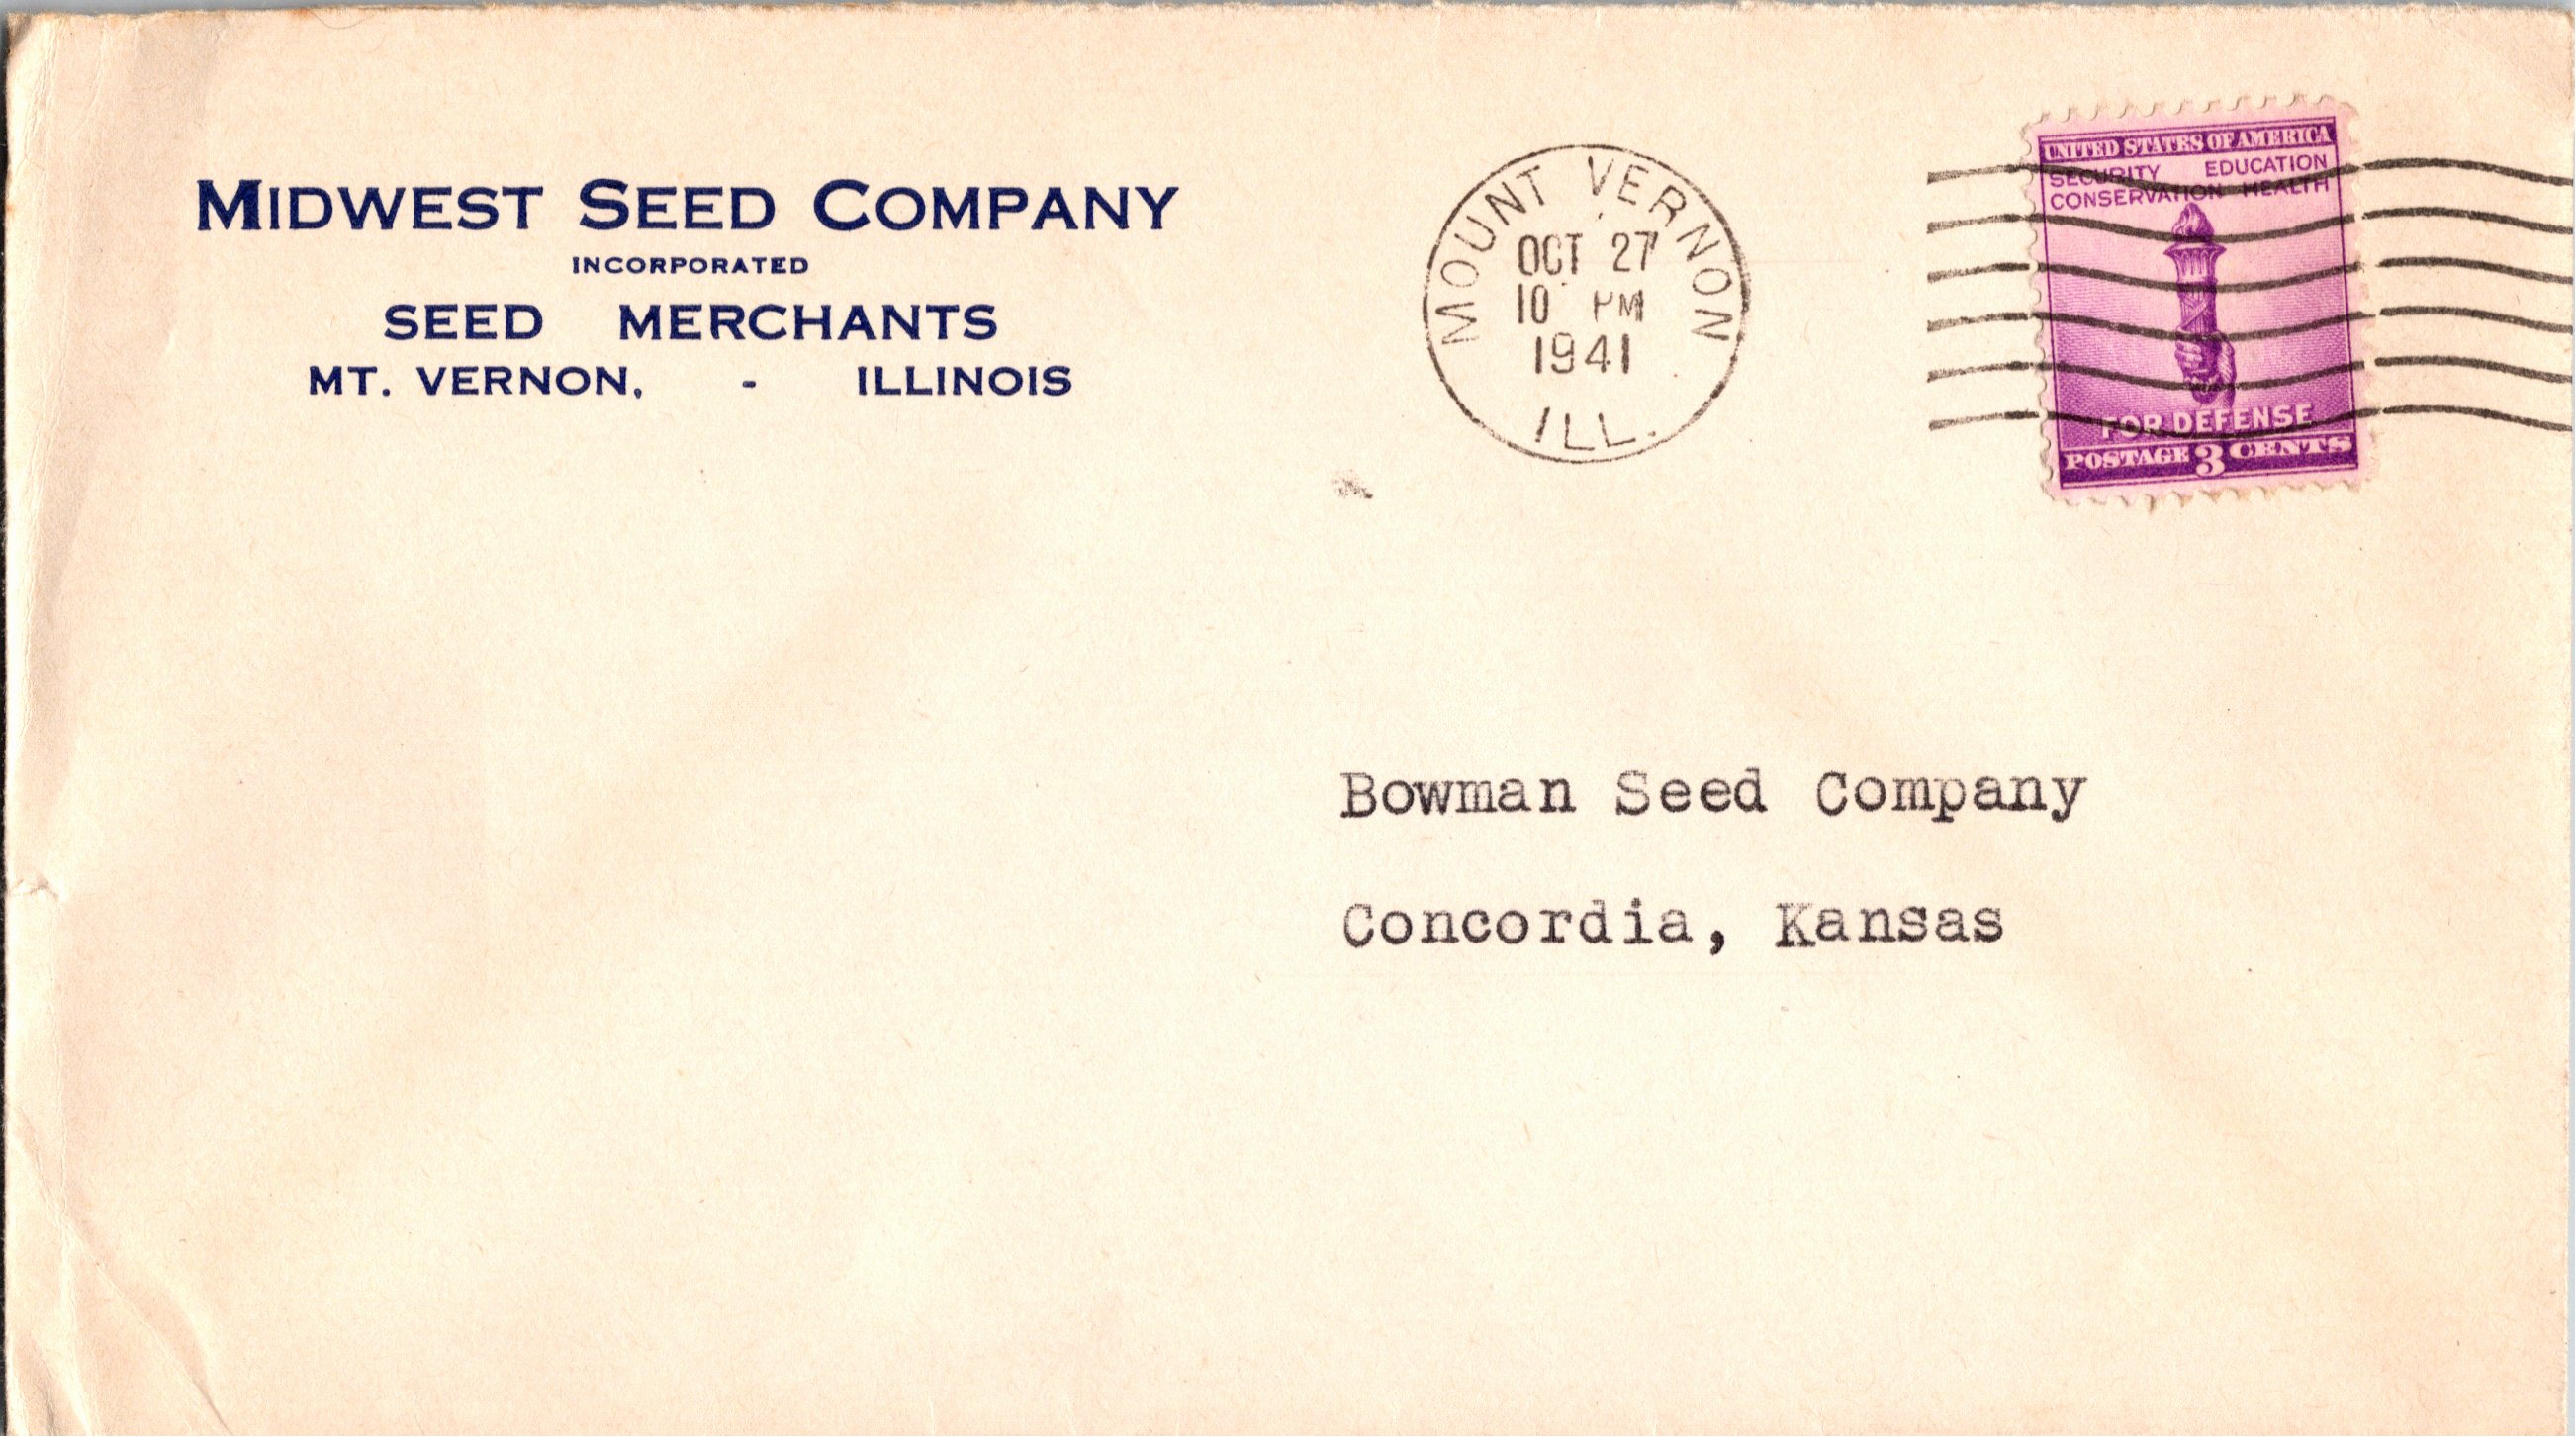 MIDWEST SEED COMPANY
INCORPORATED
SEED MERCHANTS
MT. VERNON, - ILLINOIS
MOUNT VERNON
OCT 27
10 PM
1941
ILL.
UNITED STATES OF AMERICA
SECURITY EDUCATION
CONSERVATION HEALTH
FOR DEFENSE
POSTAGE 3 CENTS
Bowman Seed Company
Concordia, Kansas